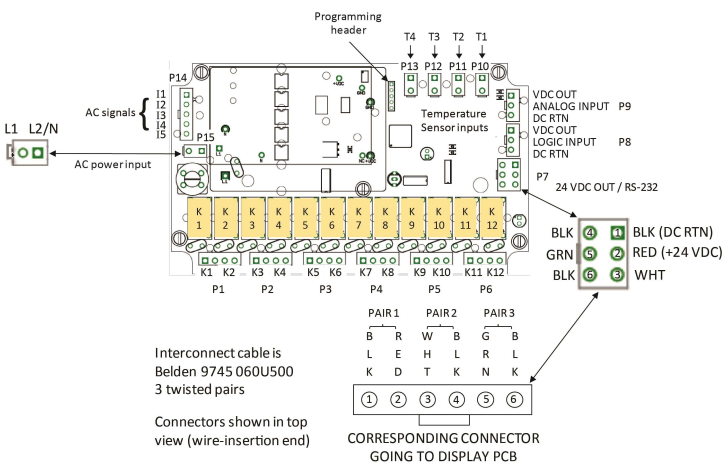 Programming
header
T4 T3 T2 T1
P13 P12 P11 P10
P14
I1
I2
I3
I4
I5
AC signals
L1 L2/N
P15
AC power input
+VDC
L1
N
L1
NC
+VDC
Temperature
Sensor inputs
VDC OUT
ANALOG INPUT P9
DC RTN
VDC OUT
LOGIC INPUT P8
DC RTN
P7
24 VDC OUT / RS-232
K K K K K K K K K K K K
1 2 3 4 5 6 7 8 9 10 11 12
K1 K2 K3 K4 K5 K6 K7 K8 K9 K10 K11 K12
P1 P2 P3 P4 P5 P6
BLK 4 1 BLK (DC RTN)
GRN 5 2 RED (+24 VDC)
BLK 6 3 WHT
PAIR 1 PAIR 2 PAIR 3
B R W B G B
L E H L R L
K D T K N K
1 2 3 4 5 6
Interconnect cable is
Belden 9745 060U500
3 twisted pairs
Connectors shown in top
view (wire-insertion end)
CORRESPONDING CONNECTOR
GOING TO DISPLAY PCB